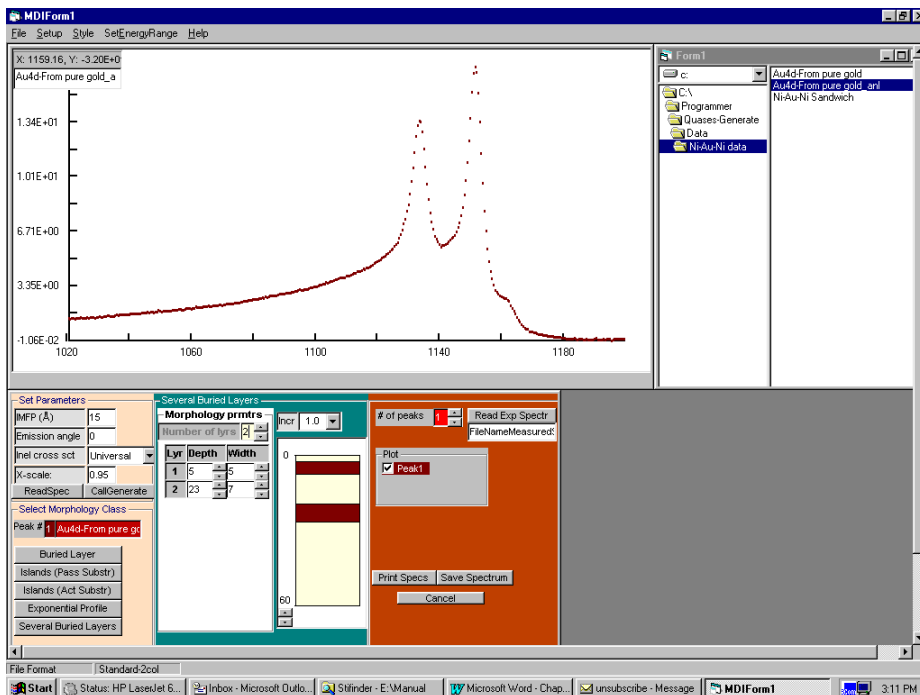 MDIForm1
File Setup Style SetEnergyRange Help
X: 1159.16, Y: -3.20E+0
Au4d-From pure gold_a
1.34E+01
1.01E+01
6.71E+00
3.35E+00
-1.06E-02
1020 1060 1100 1140 1180
Form1
c:
C:\
Programmer
Quases-Generate
Data
Ni-Au-Ni data
Au4d-From pure gold
Au4d-From pure gold_anl
Ni-Au-Ni Sandwich
Set Parameters
IMFP (Å) 15
Emission angle 0
Inel cross sct Universal
X-scale: 0.95
ReadSpec CallGenerate
Select Morphology Class
Peak # 1 Au4d-From pure go
Buried Layer
Islands (Pass Substr)
Islands (Act Substr)
Exponential Profile
Several Buried Layers
Several Buried Layers
Morphology prmtrs
Number of lyrs 2
Lyr Depth Width
1 5 5
2 23 7
Incr 1.0
0
60
# of peaks 1
Read Exp Spectr
FileNameMeasuredS
Plot
Peak1
Print Specs Save Spectrum
Cancel
File Format Standard-2col
Start Status: HP LaserJet 6... Inbox - Microsoft Outlo... Stifinder - E:\Manual Microsoft Word - Chap... unsubscribe - Message MDIForm1 3:11 PM